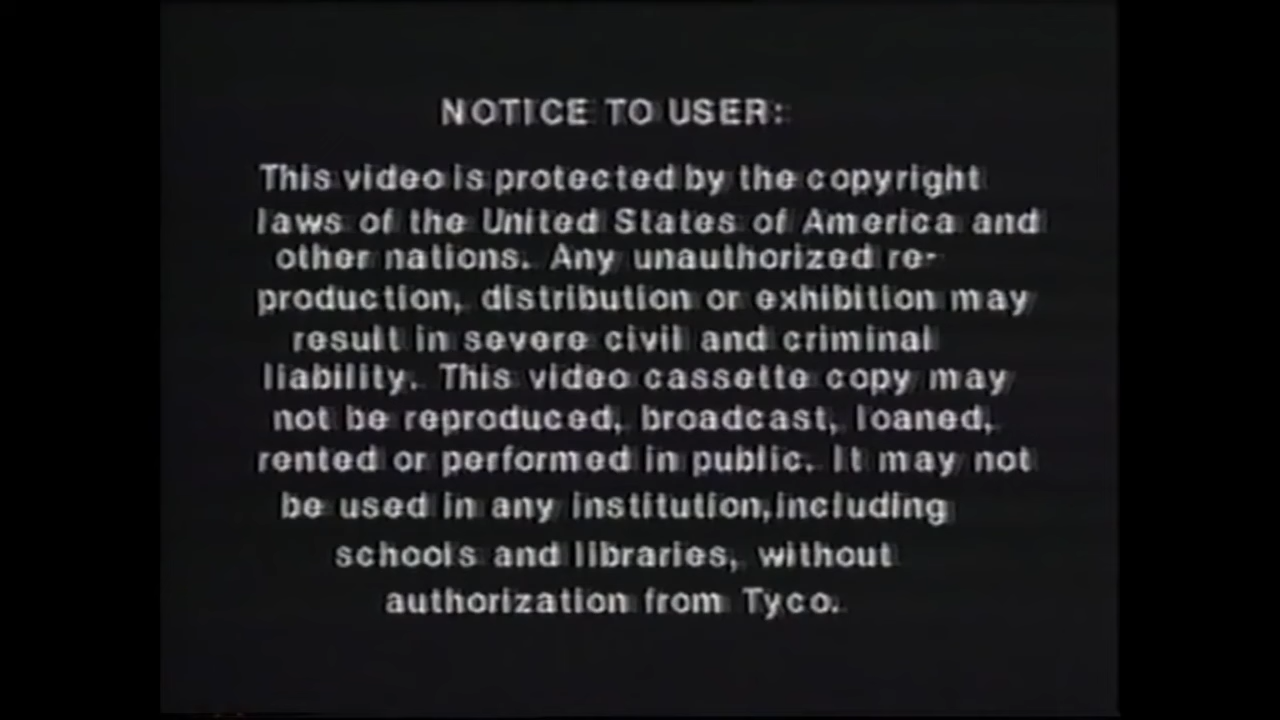 NOTICE TO USER:
This video is protected by the copyright
laws of the United States of America and
other nations. Any unauthorized re-
production, distribution or exhibition may
result in severe civil and criminal
liability. This video cassette copy may
not be reproduced, broadcast, loaned,
rented or performed in public. It may not
be used in any institution,including
schools and libraries, without
authorization from Tyco.